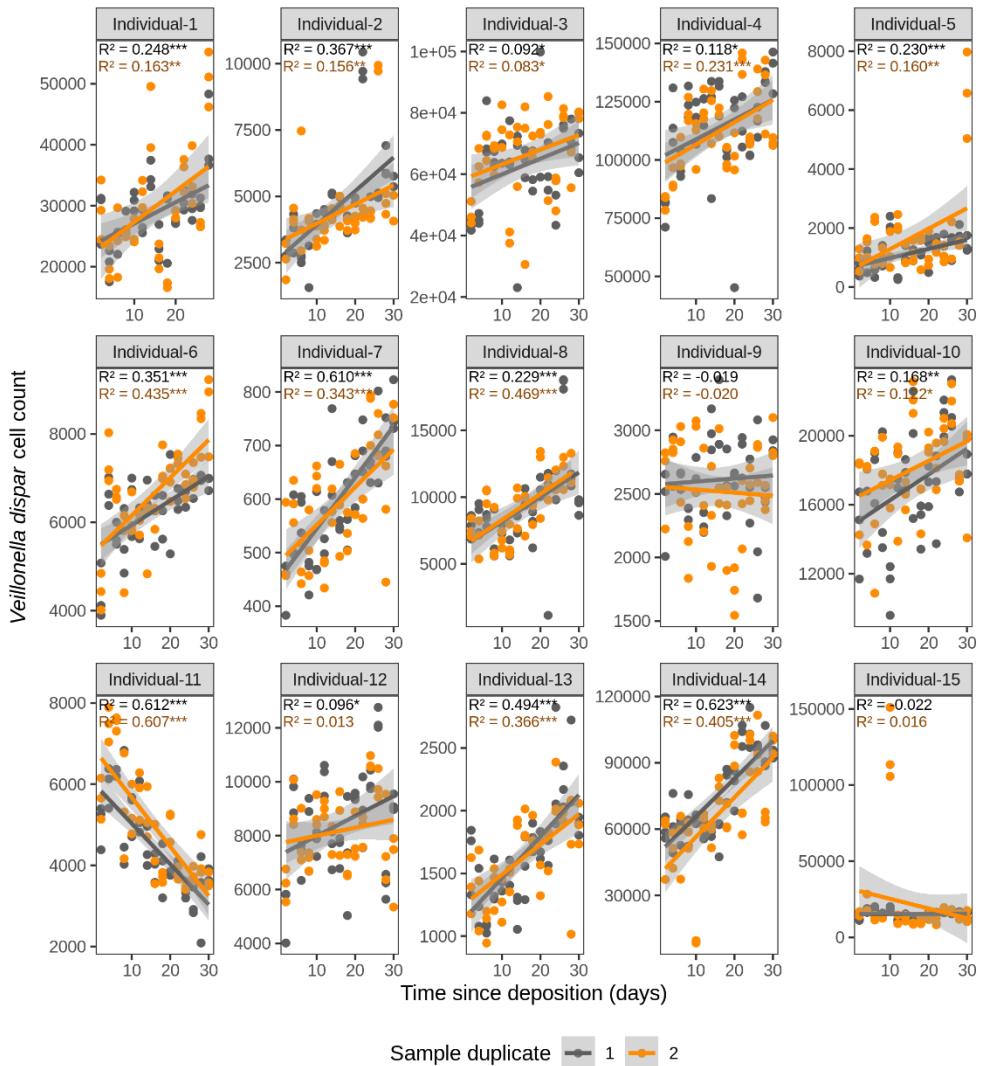 Individual-1 Individual-2 Individual-3 Individual-4 Individual-5
R² = 0.248*** R² = 0.367*** R² = 0.092* R² = 0.118* R² = 0.230***
R² = 0.163** R² = 0.156** R² = 0.083* R² = 0.231*** R² = 0.160**
50000 40000 30000 20000
10000 7500 5000 2500
1e+05 8e+04 6e+04 4e+04 2e+04
150000 125000 100000 75000 50000
8000 6000 4000 2000 0
10 20
10 20 30
10 20 30
10 20 30
10 20 30
Individual-6 Individual-7 Individual-8 Individual-9 Individual-10
R² = 0.351*** R² = 0.610*** R² = 0.229*** R² = -0.019 R² = 0.168**
R² = 0.435*** R² = 0.343*** R² = 0.469*** R² = -0.020 R² = 0.122*
8000 6000 4000
800 700 600 500 400
15000 10000 5000
3000 2500 2000 1500
20000 16000 12000
Veillonella dispar cell count
10 20 30
10 20 30
10 20 30
10 20 30
10 20 30
Individual-11 Individual-12 Individual-13 Individual-14 Individual-15
R² = 0.612*** R² = 0.096* R² = 0.494*** R² = 0.623*** R² = -0.022
R² = 0.607*** R² = 0.013 R² = 0.366*** R² = 0.405*** R² = 0.016
8000 6000 4000 2000
12000 10000 8000 6000 4000
2500 2000 1500 1000
120000 90000 60000 30000
150000 100000 50000 0
10 20 30
10 20 30
10 20 30
10 20 30
10 20 30
Time since deposition (days)
Sample duplicate 1 2